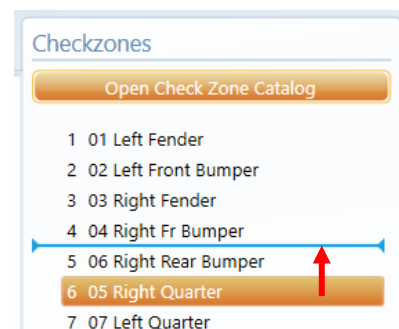 Checkzones
Open Check Zone Catalog
1 01 Left Fender
2 02 Left Front Bumper
3 03 Right Fender
4 04 Right Fr Bumper
5 06 Right Rear Bumper
6 05 Right Quarter
7 07 Left Quarter